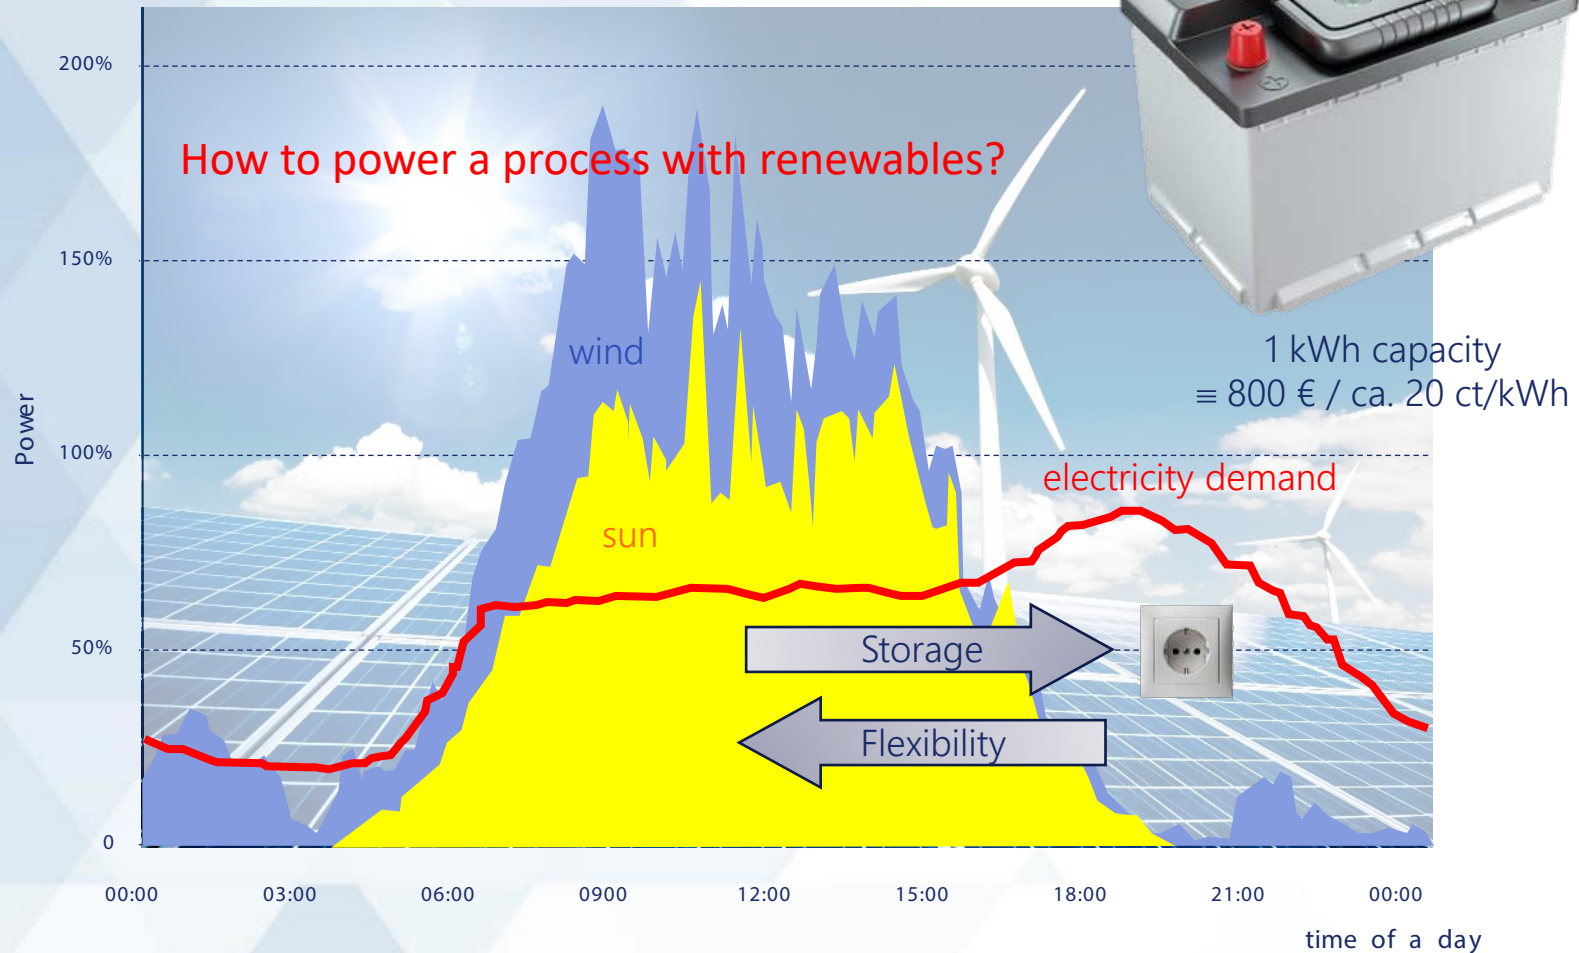 200%
How to power a process with renewables?
150%
wind
1 kWh capacity
≡ 800 € / ca. 20 ct/kWh
Power
100%
electricity demand
sun
50%
Storage
Flexibility
0
00:00 03:00 06:00 0900 12:00 15:00 18:00 21:00 00:00
time of a day